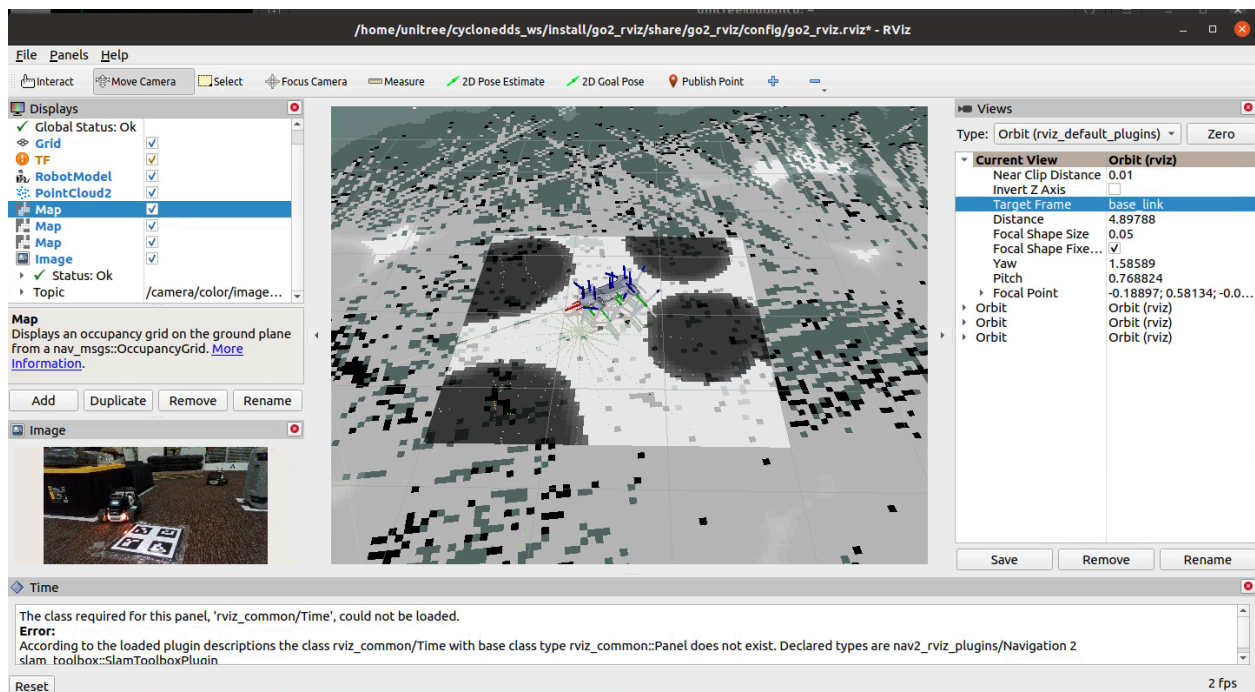 /home/unitree/cyclonedds_ws/install/go2_rviz/share/go2_rviz/config/go2_rviz.rviz* - RViz
File Panels Help
Interact Move Camera Select Focus Camera Measure 2D Pose Estimate 2D Goal Pose Publish Point
Displays
Global Status: Ok
Grid
TF
RobotModel
PointCloud2
Map
Map
Map
Image
Status: Ok
Topic /camera/color/image...
Map
Displays an occupancy grid on the ground plane
from a nav_msgs::OccupancyGrid. More
Information.
Add Duplicate Remove Rename
Image
Views
Type: Orbit (rviz_default_plugins) Zero
Current View Orbit (rviz)
Near Clip Distance 0.01
Invert Z Axis
Target Frame base_link
Distance 4.89788
Focal Shape Size 0.05
Focal Shape Fixe...
Yaw 1.58589
Pitch 0.768824
Focal Point -0.18897; 0.58134; -0.0...
Orbit Orbit (rviz)
Orbit Orbit (rviz)
Orbit Orbit (rviz)
Save Remove Rename
Time
The class required for this panel, 'rviz_common/Time', could not be loaded.
Error:
According to the loaded plugin descriptions the class rviz_common/Time with base class type rviz_common::Panel does not exist. Declared types are nav2_rviz_plugins/Navigation 2
slam_toolbox::SlamToolboxPlugin
Reset 2 fps